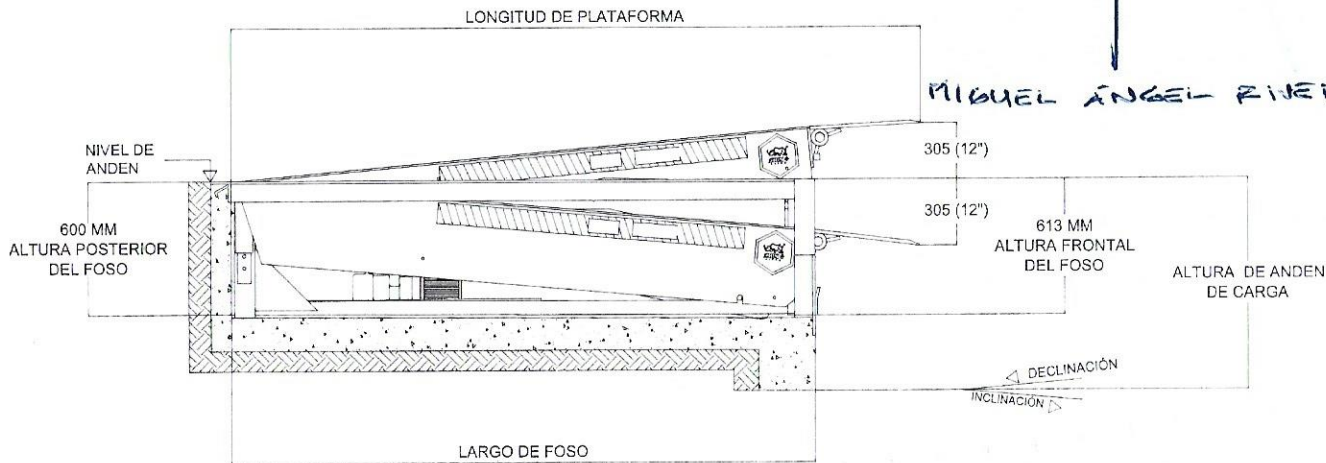 LONGITUD DE PLATAFORMA
MIGUEL ÁNGEL
NIVEL DE
ANDEN
305 (12")
305 (12")
600 MM
ALTURA POSTERIOR
DEL FOSO
613 MM
ALTURA FRONTAL
DEL FOSO
ALTURA DE ANDEN
DE CARGA
DECLINACIÓN
INCLINACIÓN
LARGO DE FOSO